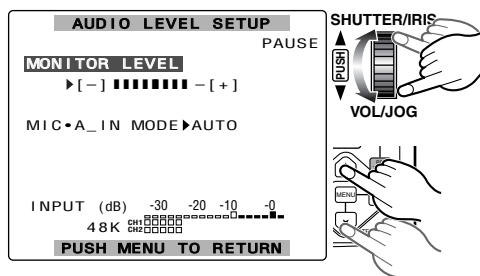 AUDIO LEVEL SETUP
PAUSE
MONITOR LEVEL
[–] – [+]
MIC•A_IN MODE▶AUTO
INPUT (dB) -30 -20 -10 -0
48K CH1
CH2
PUSH MENU TO RETURN
SHUTTER/IRIS
PUSH
VOL/JOG
MENU